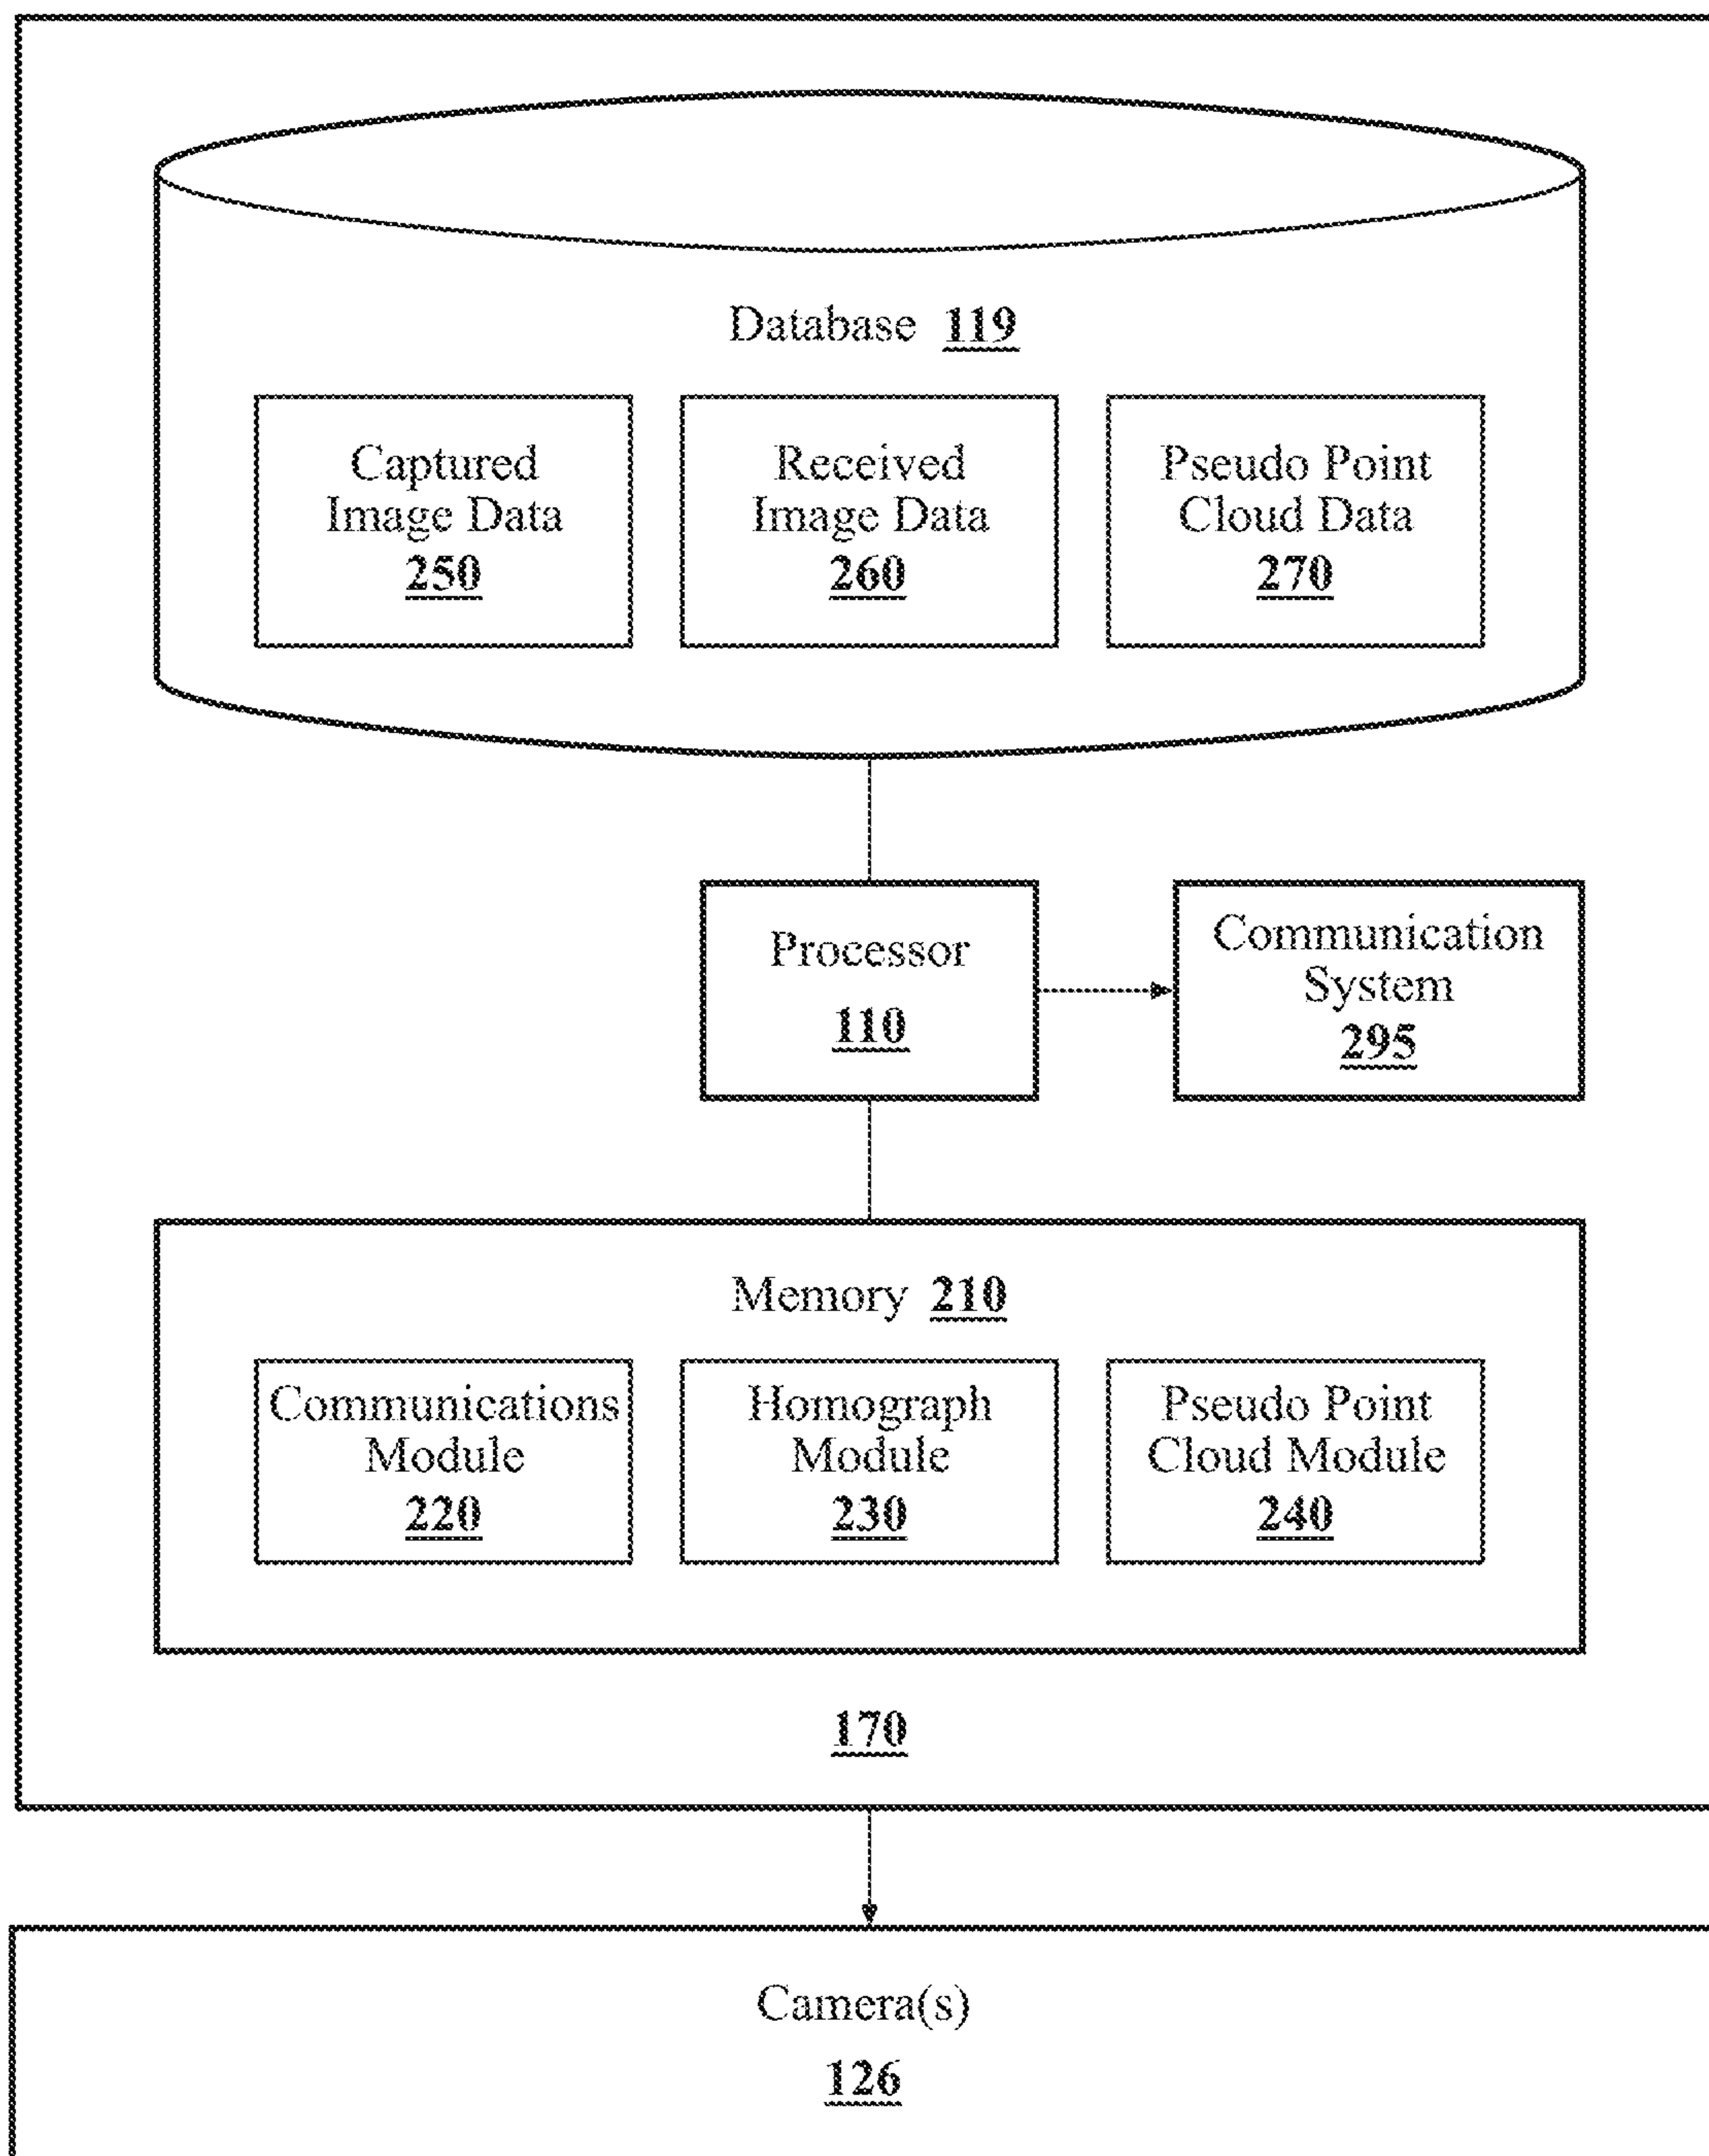 Database 119
Captured
Image Data
250
Received
Image Data
260
Pseudo Point
Cloud Data
270
Processor
110
Communication
System
295
Memory 210
Communications
Module
220
Homograph
Module
230
Pseudo Point
Cloud Module
240
170
Camera(s)
126